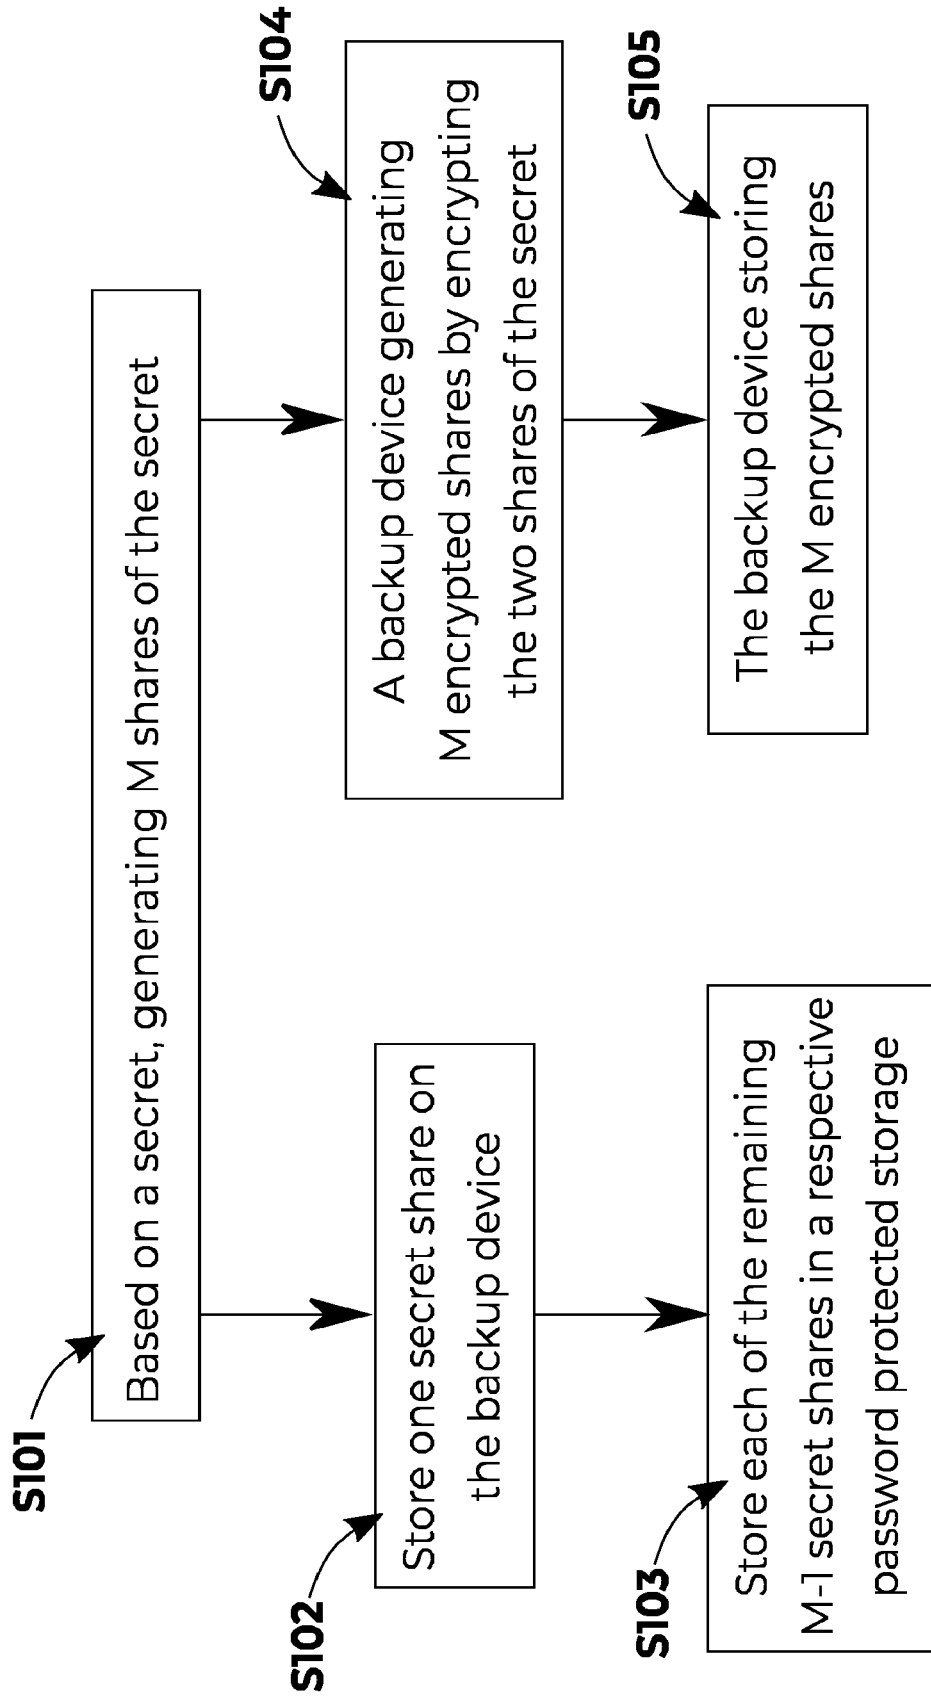 S101
Based on a secret, generating M shares of the secret
S102
Store one secret share on
the backup device
S103
Store each of the remaining
M-1 secret shares in a respective
password protected storage
S104
A backup device generating
M encrypted shares by encrypting
the two shares of the secret
S105
The backup device storing
the M encrypted shares